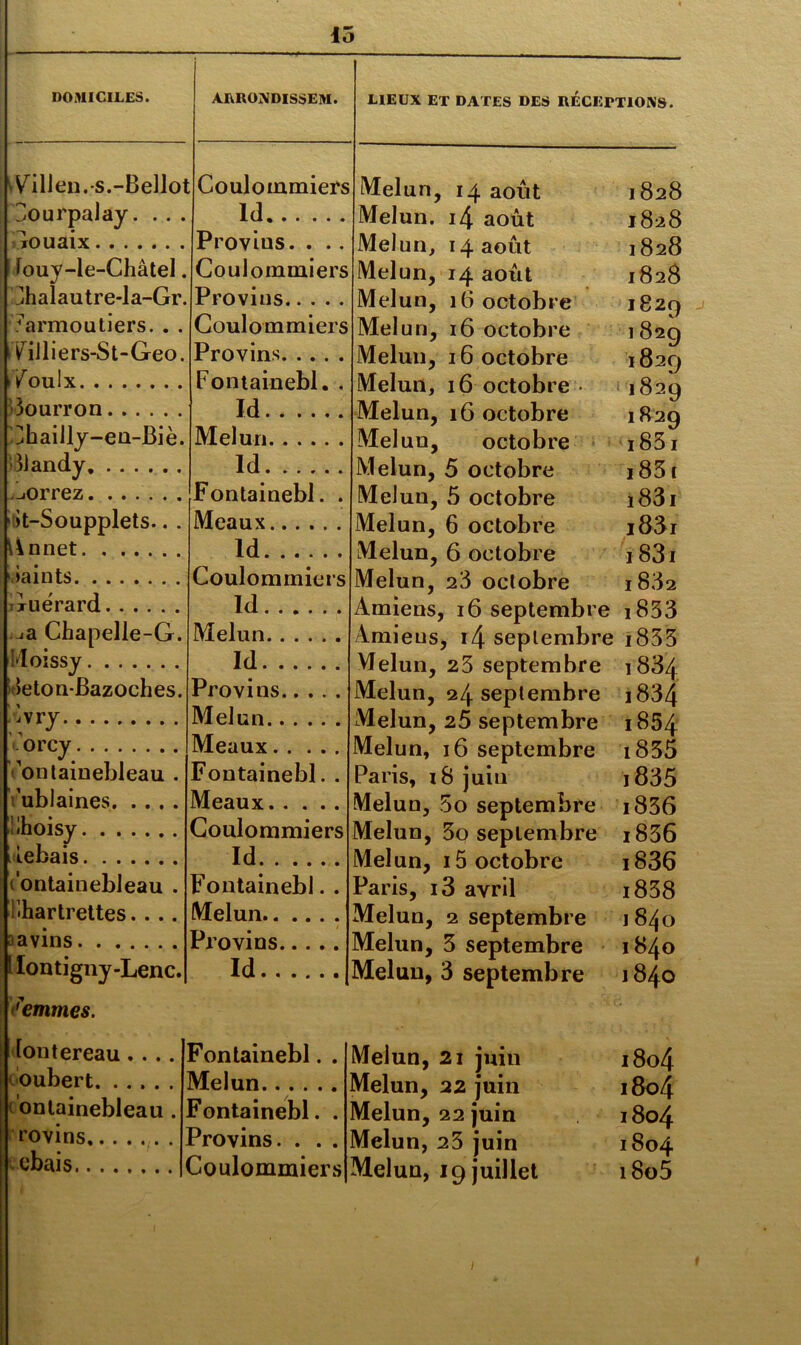 15
DOMICILES. ARRONDISSEM. LIEUX ET DATES DES RÉCEPTIONS.
Villen.-s.-Bellot Coulommiers Melun, 14 août 1828
Courpalay. . . . Id. . . . . . Melun. 14 août 1828
Gouaix. . . . . . . Provins. . . . Melun, 14 août 1828
Jouy-le-Châtel. Coulommiers Melun, 14 août 1828
Chalautre-la-Gr. Provins. . . . . Melun, 16 octobre 1829
Farmoutiers. . . Coulommiers Melun, 16 octobre 1829
Villiers-St-Geo. Provins. . . . . Melun, 16 octobre 1829
Voulx. . . . . . . . Fontainebl. . Melun, 16 octobre 1829
Bourron. . . . . . Id. . . . . . Melun, 16 octobre 1829
Chailly-en-Biè. Melun. . . . . . Melun, octobre 1831
Blandy. . . . . . . Id. . . . . . Melun, 5 octobre 1831
Lorrez. . . . . . . Fontainebl. . Melun, 5 octobre 1831
St-Soupplets. . . Meaux. . . . . . Melun, 6 octobre 1831
Annet. . . . . . . Id. . . . . . Melun, 6 octobre 1831
Saints. . . . . . . . Coulommiers Melun, 23 octobre 1832
Guérard. . . . . . Id. . . . . . Amiens, 16 septembre 1833
La Chapelle-G. Melun. . . . . . Amiens, 14 septembre 1833
Moissy. . . . . . . Id. . . . . . Melun, 23 septembre 1834
Beton-Bazoches. Provins. . . . . Melun, 24 septembre 1834
vry. . . . . . . . . Melun. . . . . . Melun, 25 septembre 1834
orcy. . . . . . . . Meaux. . . . . Melun, 16 septembre 1835
Fontainebleau . Fontainebl. . Paris, 18 juin 1835
ublaines. . . . . Meaux. . . . . Melun, 30 septembre 1836
Choisy. . . . . . . Coulommiers Melun, 30 septembre 1836
Rebais. . . . . . . Id. . . . . . Melun, 15 octobre 1836
Fontainebleau . Fontainebl. . Paris, 13 avril 1838
Chartrettes. . . . Melun. . . . . . Melun, 2 septembre 1840
avins. . . . . . . Provins. . . . . Melun, 3 septembre 1840
Montigny-Lenc. Id. . . . . . Melun, 3 septembre 1840
Femmes.
Montereau . . . . Fontainebl. . Melun, 21 juin 1804
oubert. . . . . . Melun. . . . . . Melun, 22 juin 1804
Fontainebleau . Fontainebl. . Melun, 22 juin 1804
Provins. . . . . . . Provins. . . . Melun, 23 juin 1804
Rebais. . . . . . . . Coulommiers Melun, 19 juillet 1805